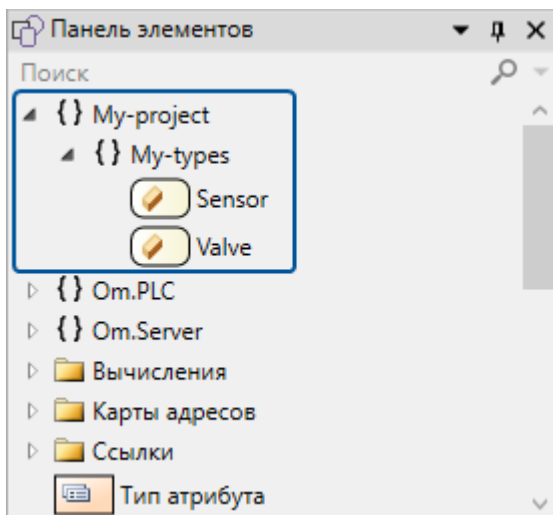 Панель элементов
Поиск
{} My-project
{} My-types
Sensor
Valve
{} Om.PLC
{} Om.Server
Вычисления
Карты адресов
Ссылки
Тип атрибута